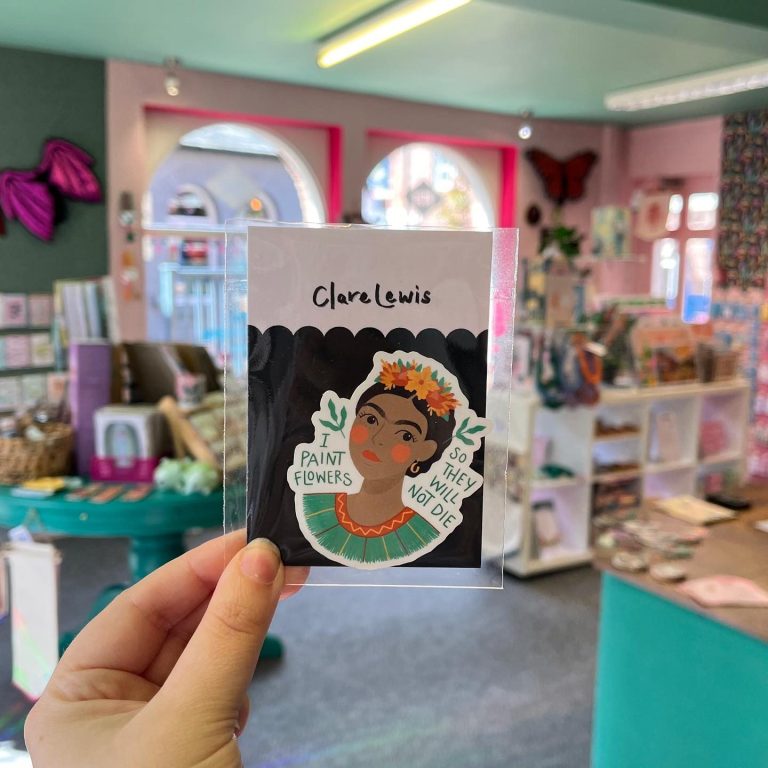 Clare Lewis
I
PAINT
FLOWERS
SO
THEY
WILL
NOT DIE